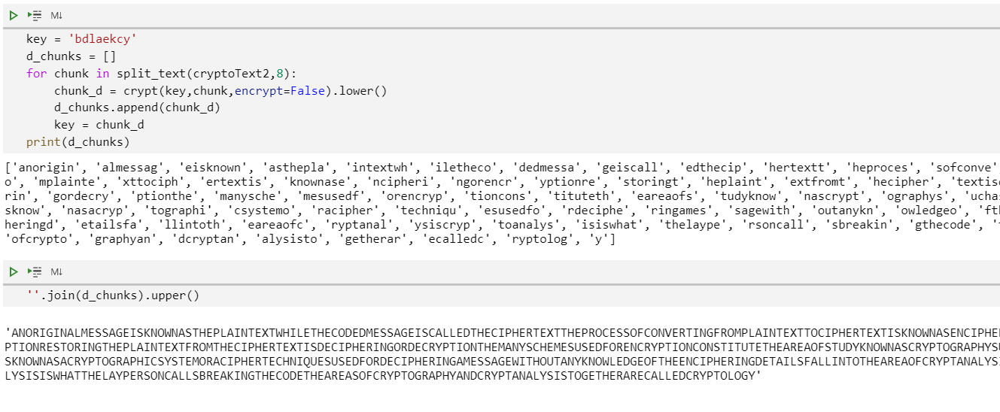 M↓
key = 'bdlaekcy'
d_chunks = []
for chunk in split_text(cryptoText2,8):
    chunk_d = crypt(key,chunk,encrypt=False).lower()
    d_chunks.append(chunk_d)
    key = chunk_d
print(d_chunks)
['anorigin', 'almessag', 'eisknown', 'asthepla', 'intextwh', 'iletheco', 'dedmessa', 'geiscall', 'edthecip', 'hertextt', 'heproces', 'sofconve'
o', 'mplainte', 'xttociph', 'ertextis', 'knownase', 'ncipheri', 'ngorencr', 'yptionre', 'storingt', 'heplaint', 'extfromt', 'hecipher', 'textisd
rin', 'gordecry', 'ptionthe', 'manysche', 'mesusedf', 'orencryp', 'tioncons', 'tituteth', 'eareaofs', 'tudyknow', 'nascrypt', 'ographys', 'uchas
sknow', 'nasacryp', 'tographi', 'csystemo', 'racipher', 'techniqu', 'esusedfo', 'rdeciphe', 'ringames', 'sagewith', 'outanykn', 'owledgeo', 'fth
heringd', 'etailsfa', 'llintoth', 'eareaofc', 'ryptanal', 'ysiscryp', 'toanalys', 'isiswhat', 'thelaype', 'rsoncall', 'sbreakin', 'gthecode',
'ofcrypto', 'graphyan', 'dcryptan', 'alysisto', 'getherar', 'ecalledc', 'ryptolog', 'y']
M↓
''.join(d_chunks).upper()
'ANORIGINALMESSAGEISKNOWNASTHEPLAINTEXTWHILETHECODEDMESSAGEISCALLEDTHECIPHERTEXTTHEPROCESSOFCONVERTINGFROMPLAINTEXTTOCIPHERTEXTISKNOWNASENCIPHE
PTIONRESTORINGTHEPLAINTEXTFROMTHECIPHERTEXTISDECIPHERINGORDECRYPTIONTHEMANYSCHEMESUSEDFORENCRYPTIONCONSTITUTETHEAREAOFSTUDYKNOWNASCRYPTOGRAPHYSU
SKNOWNASACRYPTOGRAPHICSYSTEMORACIPHERTECHNIQUESUSEDFORDECIPHERINGAMESSAGEWITHOUTANYKNOWLEDGEOFTHEENCIPHERINGDETAILSFALLINTOTHEAREAOFCRYPTANALYSI
LYSISISWHATTHELAYPERSONCALLSBREAKINGTHECODETHEAREASOFCRYPTOGRAPHYANDCRYPTANALYSISTOGETHERARECALLEDCRYPTOLOGY'